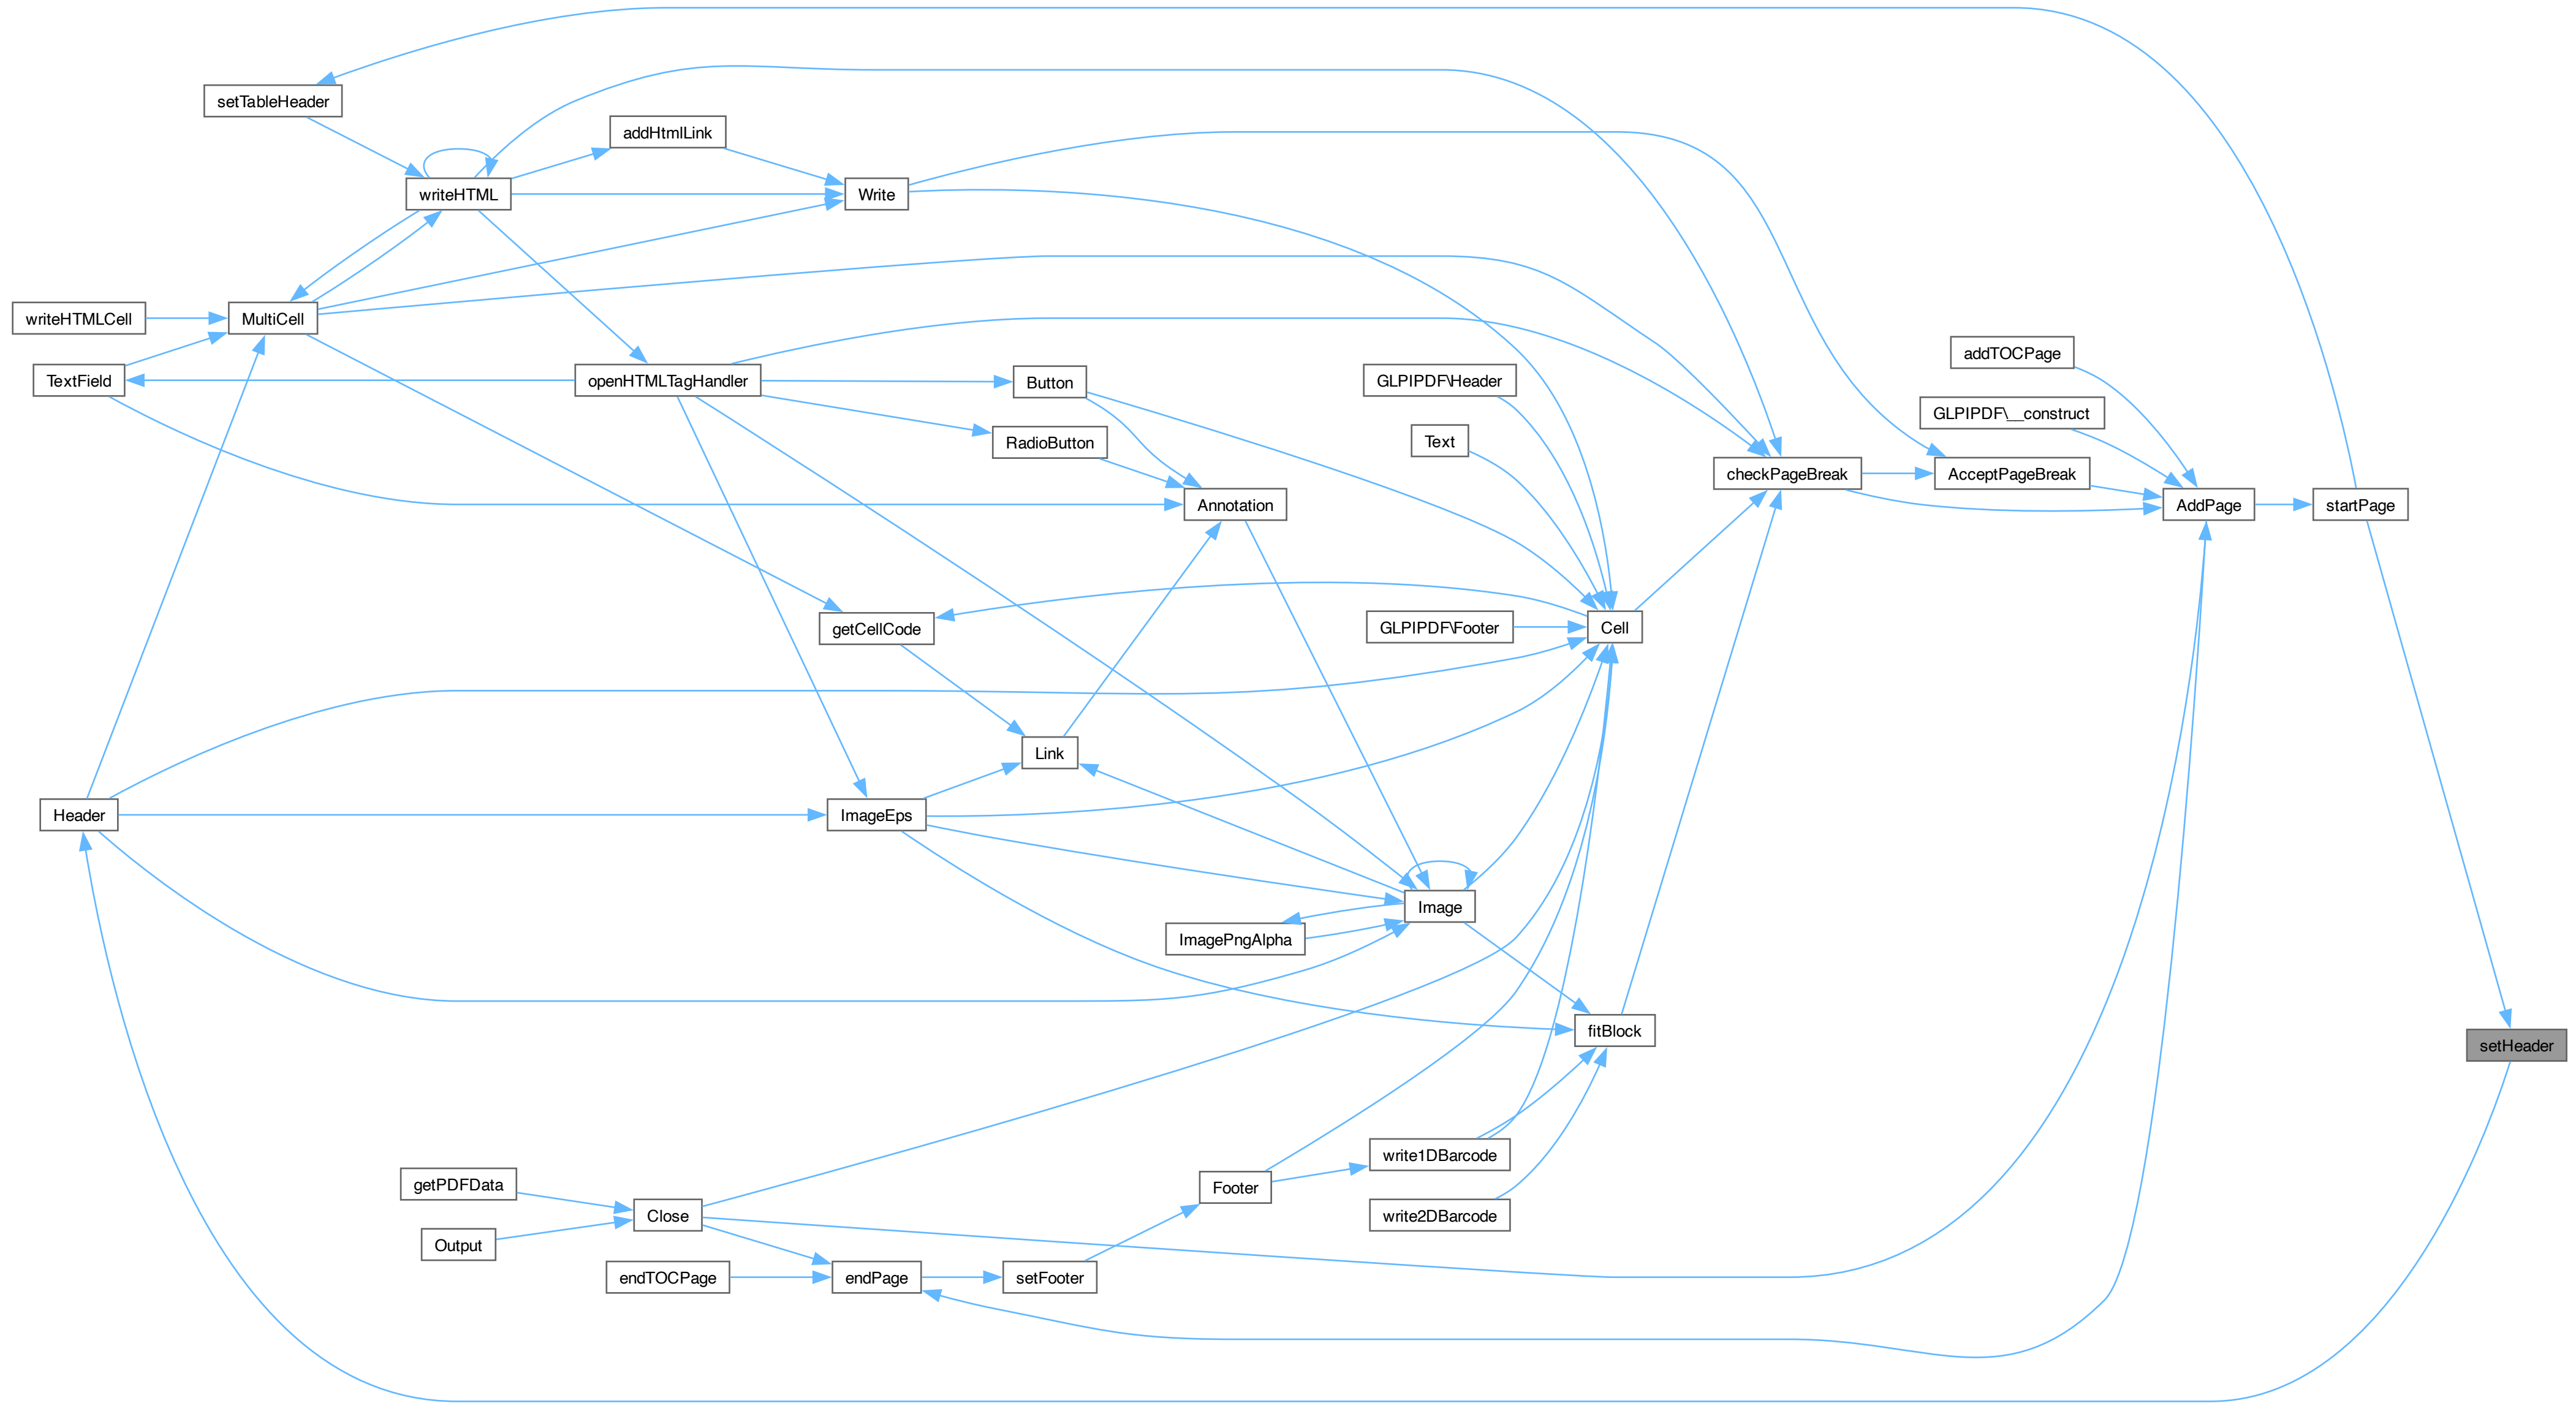 setTableHeader
addHtmlLink
writeHTML
Write
writeHTMLCell
MultiCell
TextField
openHTMLTagHandler
Button
GLPIPDF\Header
addTOCPage
GLPIPDF\__construct
RadioButton
Text
checkPageBreak
AcceptPageBreak
Annotation
AddPage
startPage
getCellCode
GLPIPDF\Footer
Cell
Link
Header
ImageEps
Image
ImagePngAlpha
fitBlock
setHeader
write1DBarcode
getPDFData
Footer
Close
write2DBarcode
Output
endTOCPage
endPage
setFooter